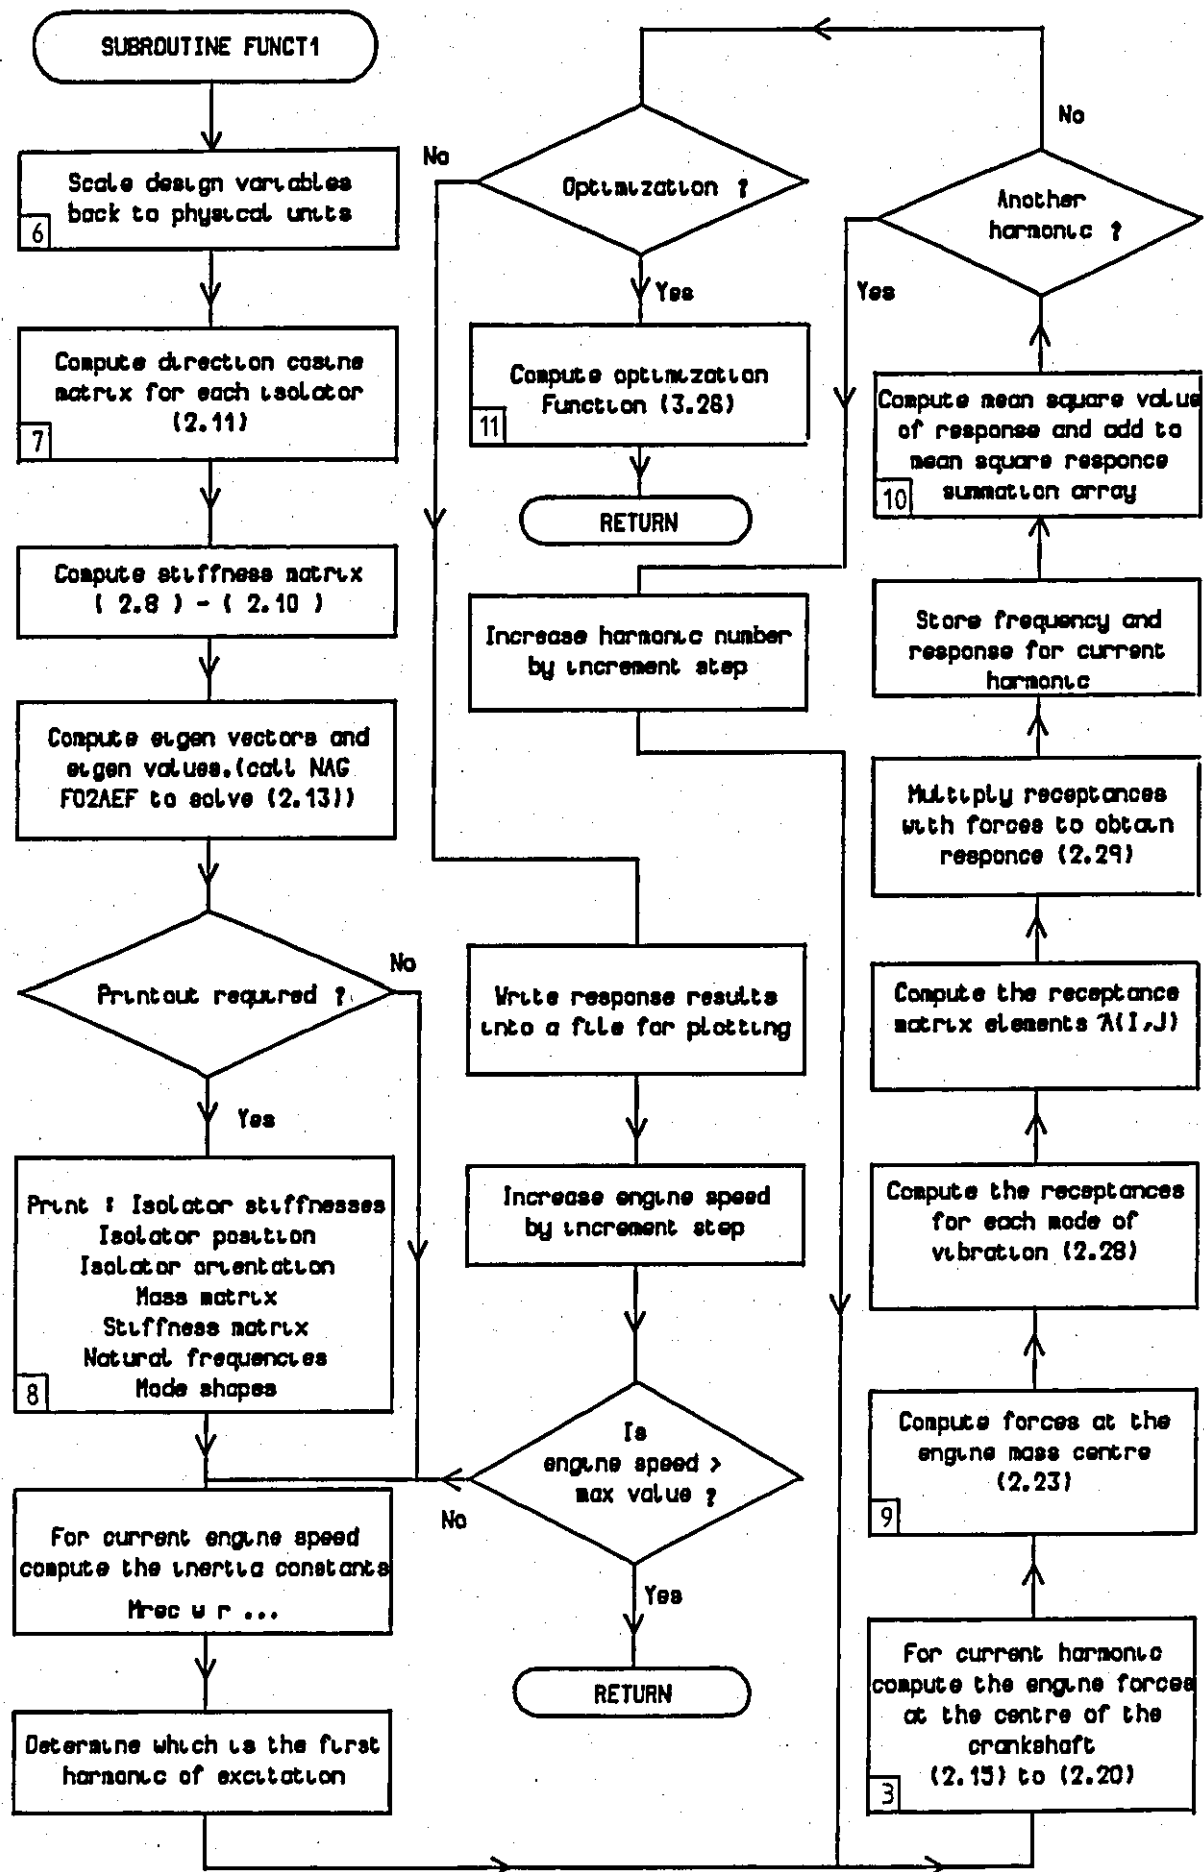 SUBROUTINE FUNCT1
Scale design variables
back to physical units
6
Compute direction cosine
matrix for each isolator
(2.11)
7
Compute stiffness matrix
( 2.8 ) - ( 2.10 )
Compute eigen vectors and
eigen values.(call NAG
F02AEF to solve (2.13))
Printout required ?
No
Yes
Print : Isolator stiffnesses
Isolator position
Isolator orientation
Mass matrix
Stiffness matrix
Natural frequencies
Mode shapes
8
For current engine speed
compute the inertia constants
Mrec w r ...
Determine which is the first
harmonic of excitation
No
Optimization ?
Yes
Compute optimization
Function (3.26)
11
RETURN
Increase harmonic number
by increment step
Write response results
into a file for plotting
Increase engine speed
by increment step
Is
engine speed >
max value ?
No
Yes
RETURN
No
Another
harmonic ?
Yes
Compute mean square value
of response and add to
mean square responce
summation array
10
Store frequency and
response for current
harmonic
Multiply receptances
with forces to obtain
responce (2.29)
Compute the receptance
matrix elements λ(I,J)
Compute the receptances
for each mode of
vibration (2.28)
Compute forces at the
engine mass centre
(2.23)
9
For current harmonic
compute the engine forces
at the centre of the
crankshaft
(2.15) to (2.20)
3